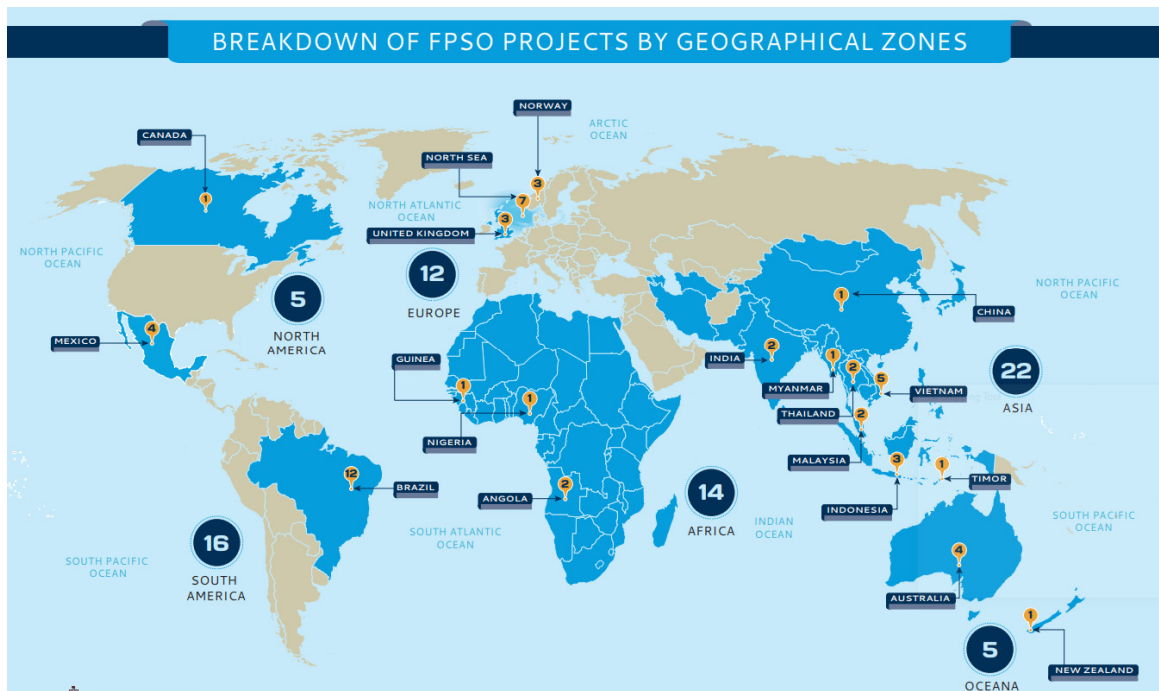 BREAKDOWN OF FPSO PROJECTS BY GEOGRAPHICAL ZONES
NORWAY
ARCTIC
OCEAN
CANADA
NORTH SEA
3
1
7
NORTH ATLANTIC
OCEAN
3
UNITED KINGDOM
NORTH PACIFIC
OCEAN
12
EUROPE
5
NORTH
AMERICA
NORTH PACIFIC
OCEAN
1
CHINA
4
MEXICO
GUINEA
1
1
NIGERIA
INDIA
2
1
MYANMAR
2
THAILAND
5
VIETNAM
22
ASIA
2
MALAYSIA
3
INDONESIA
1
TIMOR
12
BRAZIL
2
ANGOLA
14
AFRICA
INDIAN
OCEAN
SOUTH PACIFIC
OCEAN
SOUTH ATLANTIC
OCEAN
16
SOUTH
AMERICA
SOUTH PACIFIC
OCEAN
4
AUSTRALIA
1
NEW ZEALAND
5
OCEANA